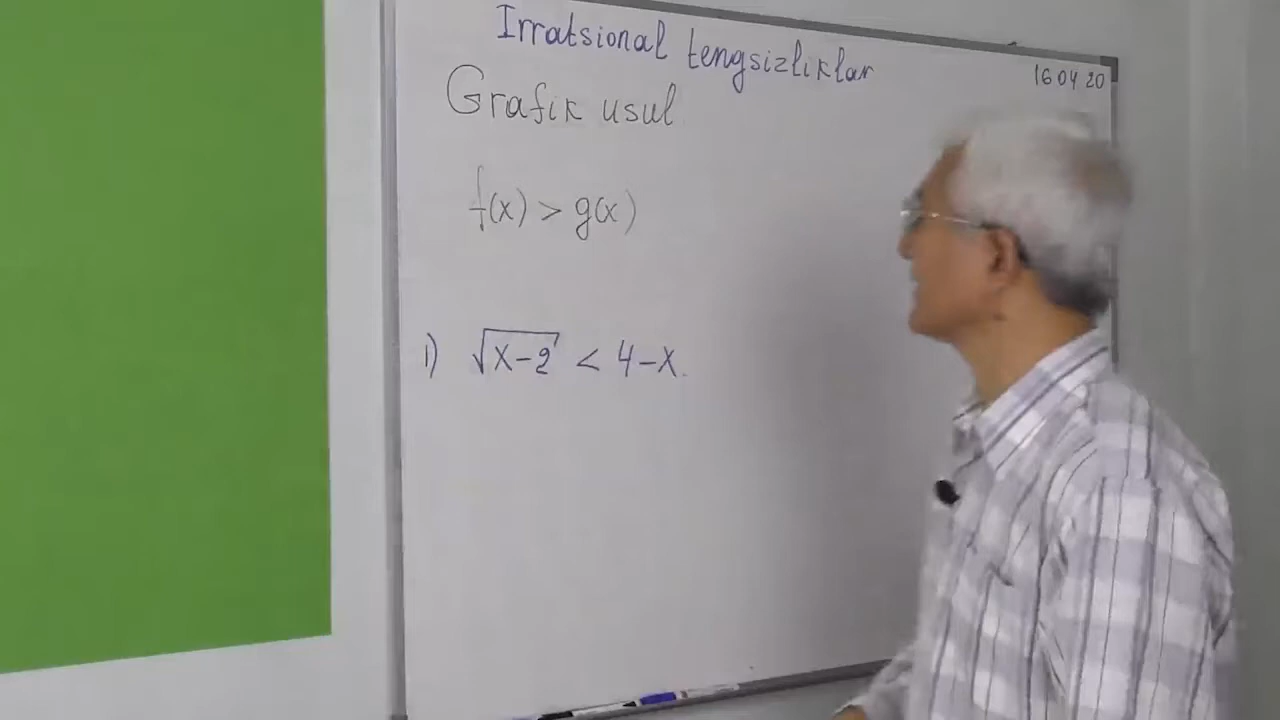 Irratsional tengsizliklar
16 04 20
Grafik usul
f(x) > g(x)
1) √x-2 < 4-x.